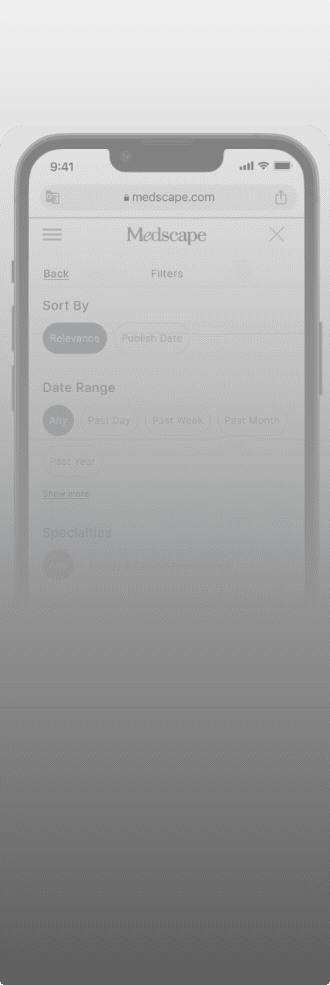 9:41
medscape.com
Medscape
Back Filters
Sort By
Relevance Publish Date
Date Range
Any Past Day Past Week Past Month
Past Year
Show more
Specialties
Any